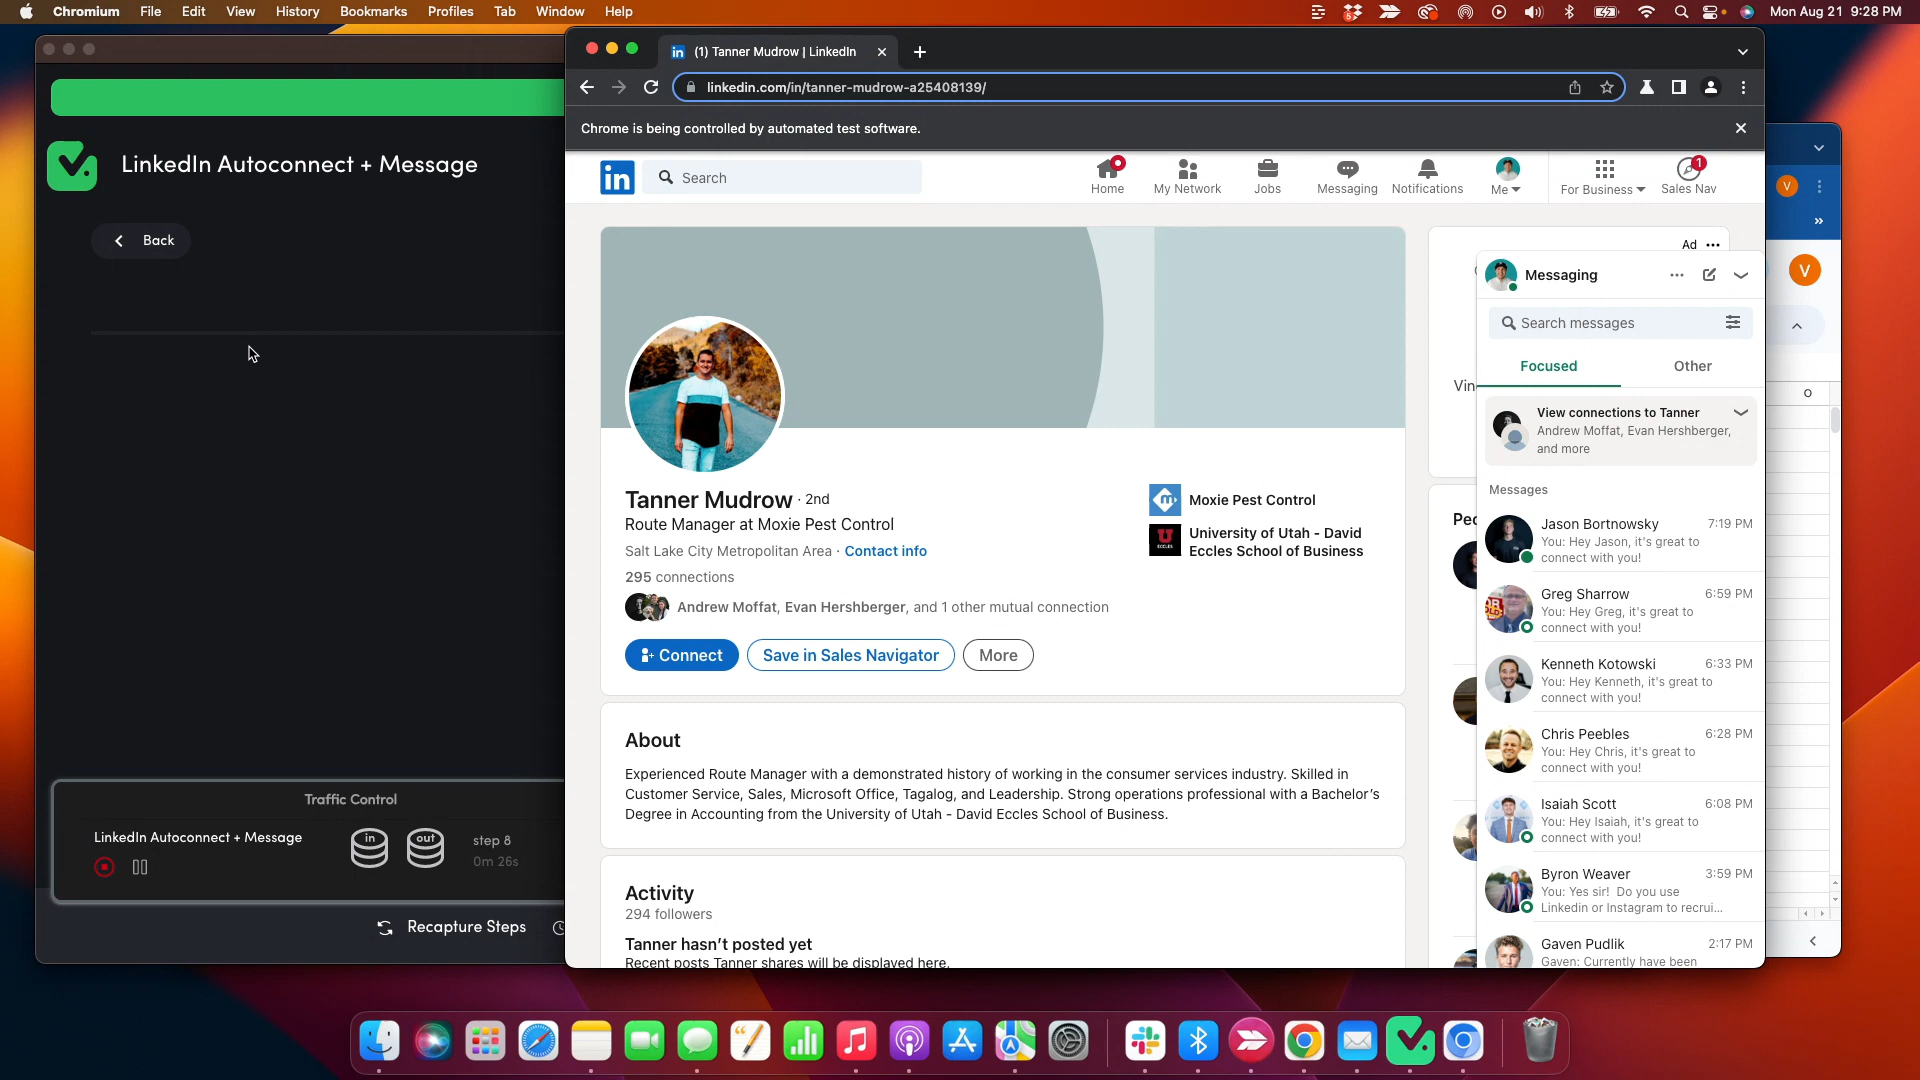 Chromium File Edit View History Bookmarks Profiles Tab Window Help
5
Mon Aug 21 9:28 PM
(1) Tanner Mudrow | LinkedIn
linkedin.com/in/tanner-mudrow-a25408139/
Chrome is being controlled by automated test software.
LinkedIn Autoconnect + Message
Back
Traffic Control
LinkedIn Autoconnect + Message
in
out
step 8
0m 26s
Recapture Steps
in
Search
Home
My Network
Jobs
Messaging
Notifications
Me
For Business
1
Sales Nav
Tanner Mudrow · 2nd
Route Manager at Moxie Pest Control
Salt Lake City Metropolitan Area · Contact info
295 connections
Andrew Moffat, Evan Hershberger, and 1 other mutual connection
Connect
Save in Sales Navigator
More
Moxie Pest Control
University of Utah - David
Eccles School of Business
About
Experienced Route Manager with a demonstrated history of working in the consumer services industry. Skilled in
Customer Service, Sales, Microsoft Office, Tagalog, and Leadership. Strong operations professional with a Bachelor's
Degree in Accounting from the University of Utah - David Eccles School of Business.
Activity
294 followers
Tanner hasn't posted yet
Recent posts Tanner shares will be displayed here.
Ad
Messaging
Search messages
Focused
Other
View connections to Tanner
Andrew Moffat, Evan Hershberger,
and more
Messages
Jason Bortnowsky 7:19 PM
You: Hey Jason, it's great to
connect with you!
Greg Sharrow 6:59 PM
You: Hey Greg, it's great to
connect with you!
Kenneth Kotowski 6:33 PM
You: Hey Kenneth, it's great to
connect with you!
Chris Peebles 6:28 PM
You: Hey Chris, it's great to
connect with you!
Isaiah Scott 6:08 PM
You: Hey Isaiah, it's great to
connect with you!
Byron Weaver 3:59 PM
You: Yes sir! Do you use
Linkedin or Instagram to recrui...
Gaven Pudlik 2:17 PM
Gaven: Currently have been
V
V
O